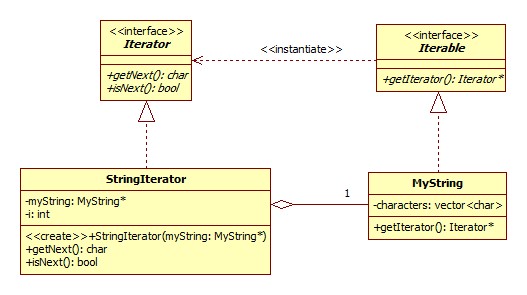 <<interface>>
Iterator
+getNext(): char
+isNext(): bool
<<instantiate>>
<<interface>>
Iterable
+getIterator(): Iterator*
StringIterator
-myString: MyString*
-i: int
<<create>>+StringIterator(myString: MyString*)
+getNext(): char
+isNext(): bool
1
MyString
-characters: vector<char>
+getIterator(): Iterator*